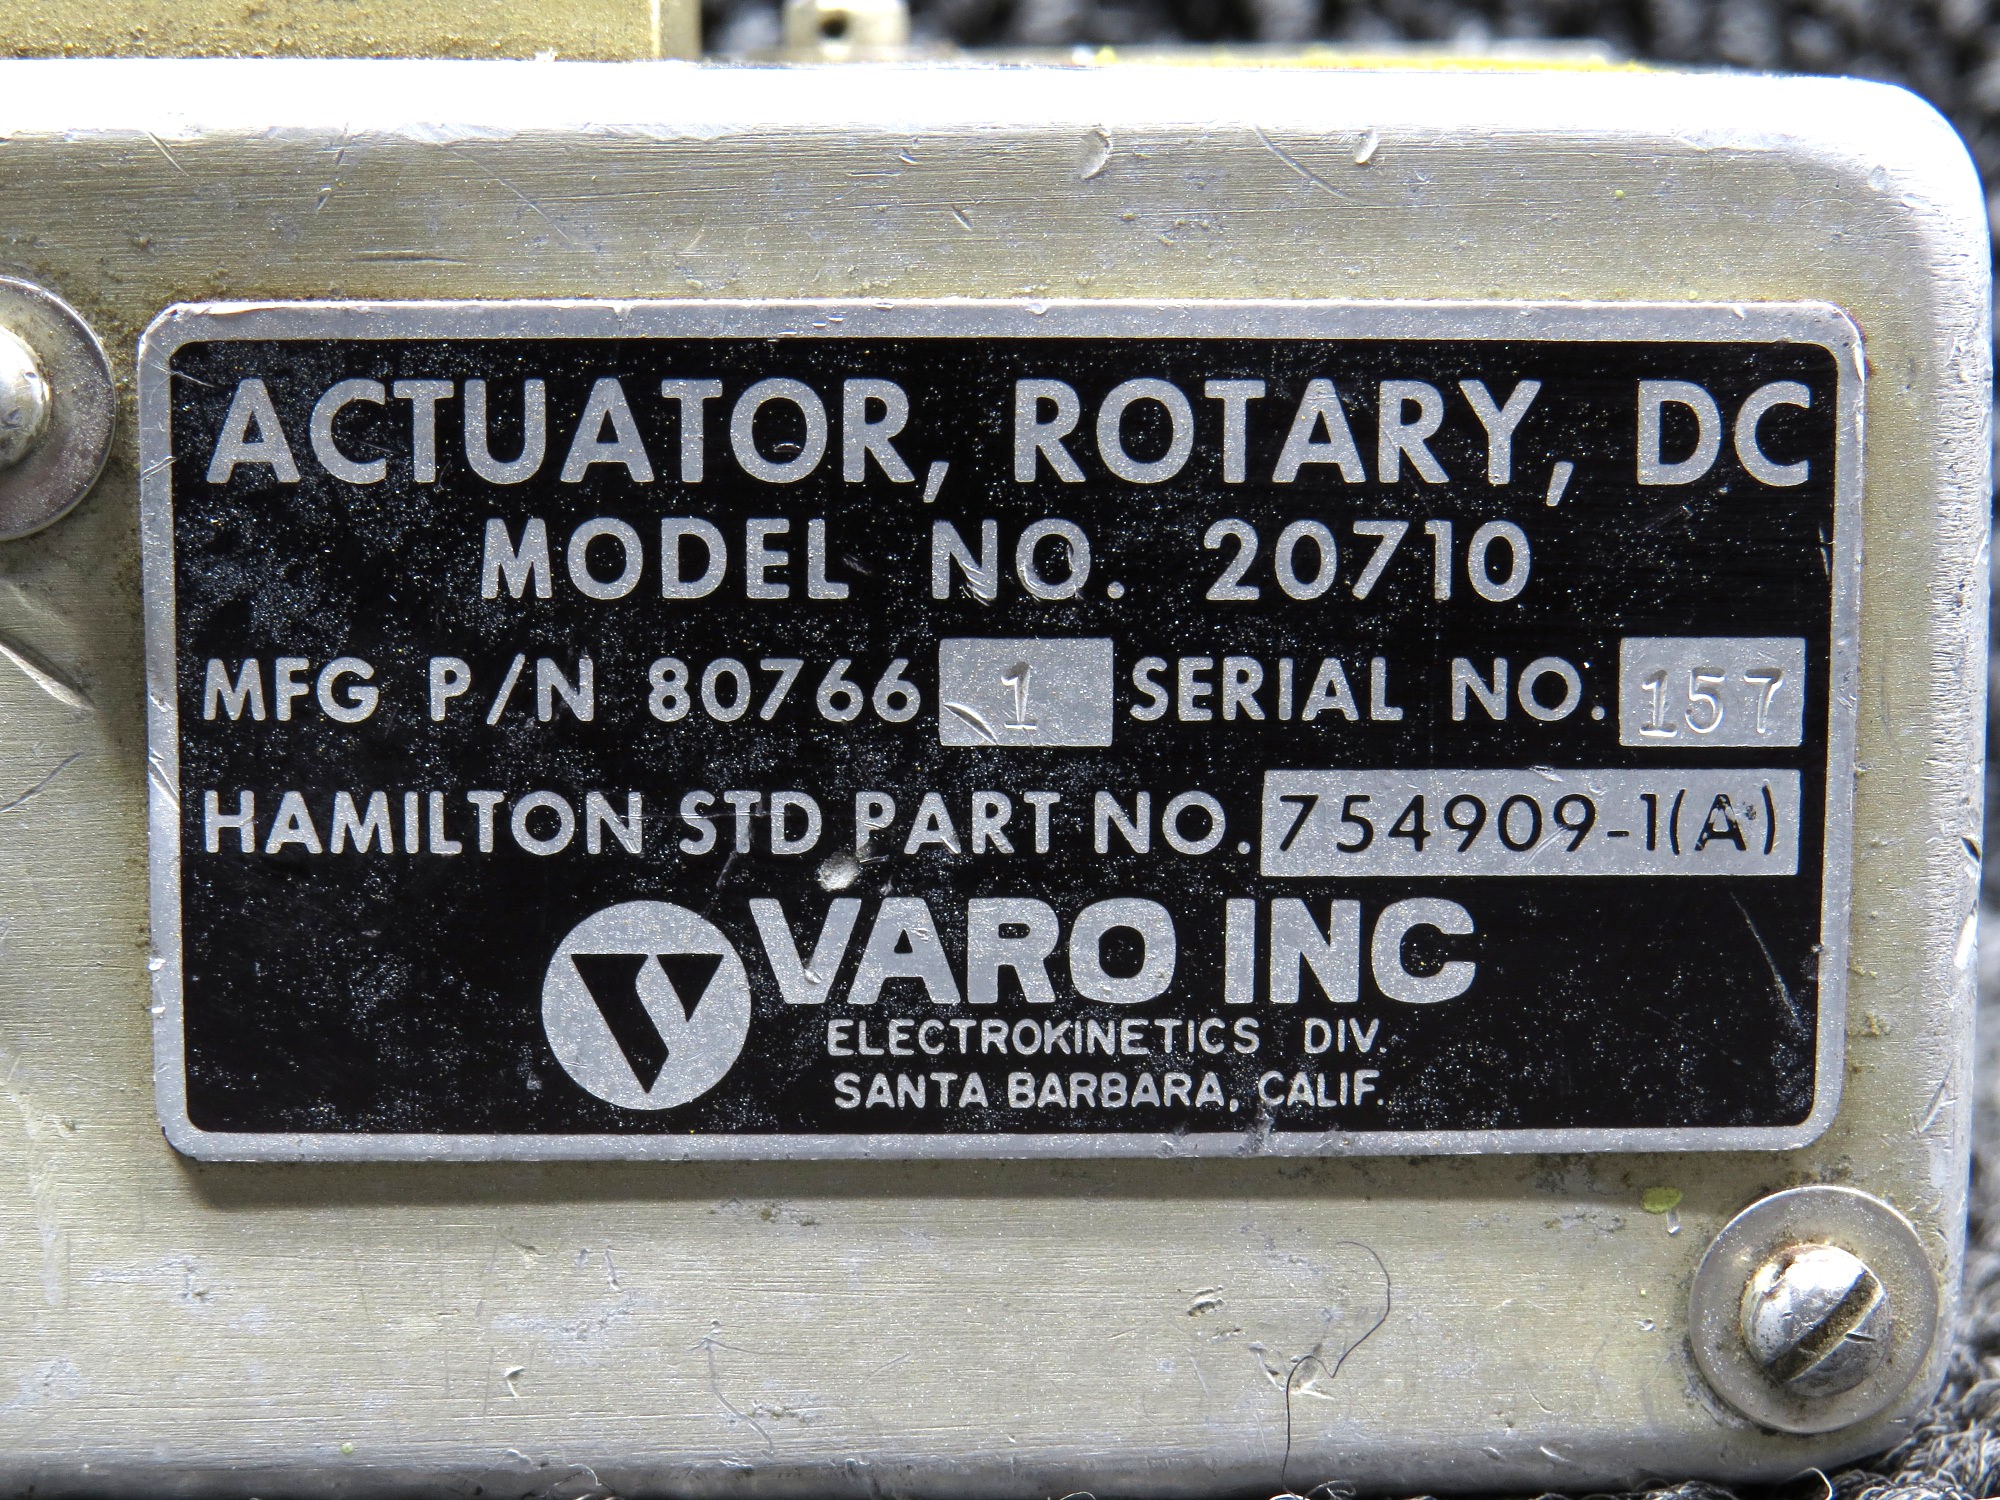 ACTUATOR, ROTARY, DC
MODEL NO. 20710
MFG P/N 80766 1 SERIAL NO. 157
HAMILTON STD PART NO. 754909-1(A)
VARO INC
ELECTROKINETICS DIV.
SANTA BARBARA, CALIF.